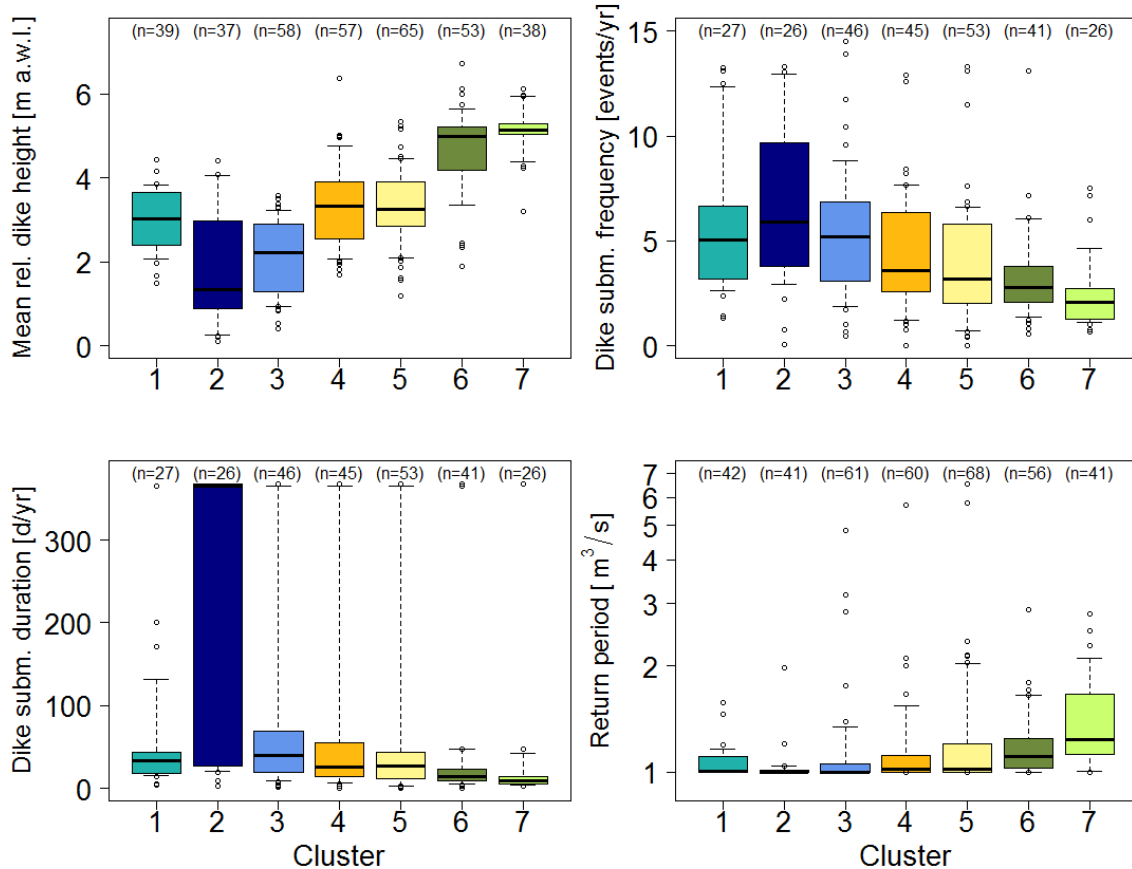 (n=39) (n=37) (n=58) (n=57) (n=65) (n=53) (n=38)
Mean rel. dike height [m a.w.l.]
6
4
2
0
1 2 3 4 5 6 7
(n=27) (n=26) (n=46) (n=45) (n=53) (n=41) (n=26)
Dike subm. frequency [events/yr]
15
10
5
0
1 2 3 4 5 6 7
(n=27) (n=26) (n=46) (n=45) (n=53) (n=41) (n=26)
Dike subm. duration [d/yr]
300
200
100
0
1 2 3 4 5 6 7
Cluster
(n=42) (n=41) (n=61) (n=60) (n=68) (n=56) (n=41)
Return period [ m³ / s]
7
6
5
4
3
2
1
1 2 3 4 5 6 7
Cluster